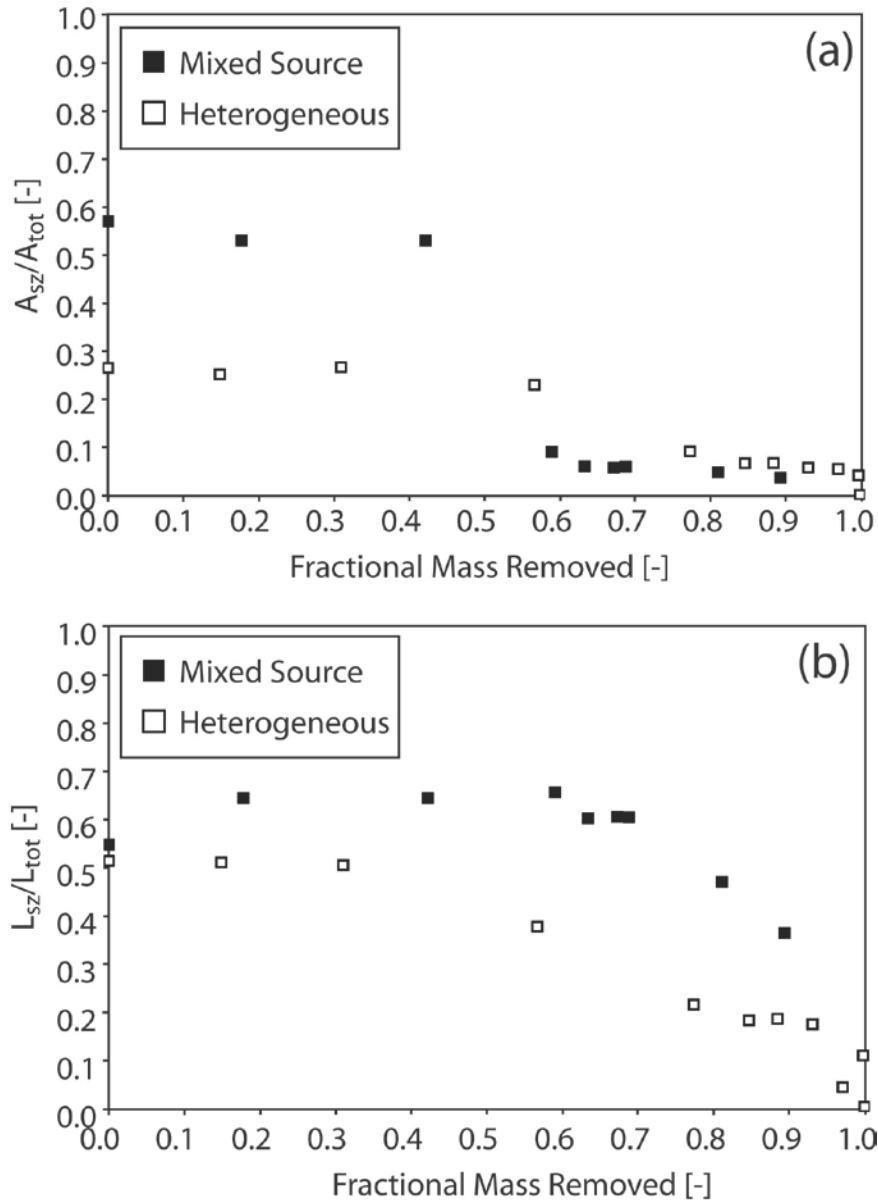 (a)
Mixed Source
Heterogeneous
1.0
0.9
0.8
0.7
0.6
0.5
0.4
0.3
0.2
0.1
0.0
A_sz/A_tot [-]
0.0 0.1 0.2 0.3 0.4 0.5 0.6 0.7 0.8 0.9 1.0
Fractional Mass Removed [-]
(b)
Mixed Source
Heterogeneous
1.0
0.9
0.8
0.7
0.6
0.5
0.4
0.3
0.2
0.1
0.0
L_sz/L_tot [-]
0.0 0.1 0.2 0.3 0.4 0.5 0.6 0.7 0.8 0.9 1.0
Fractional Mass Removed [-]